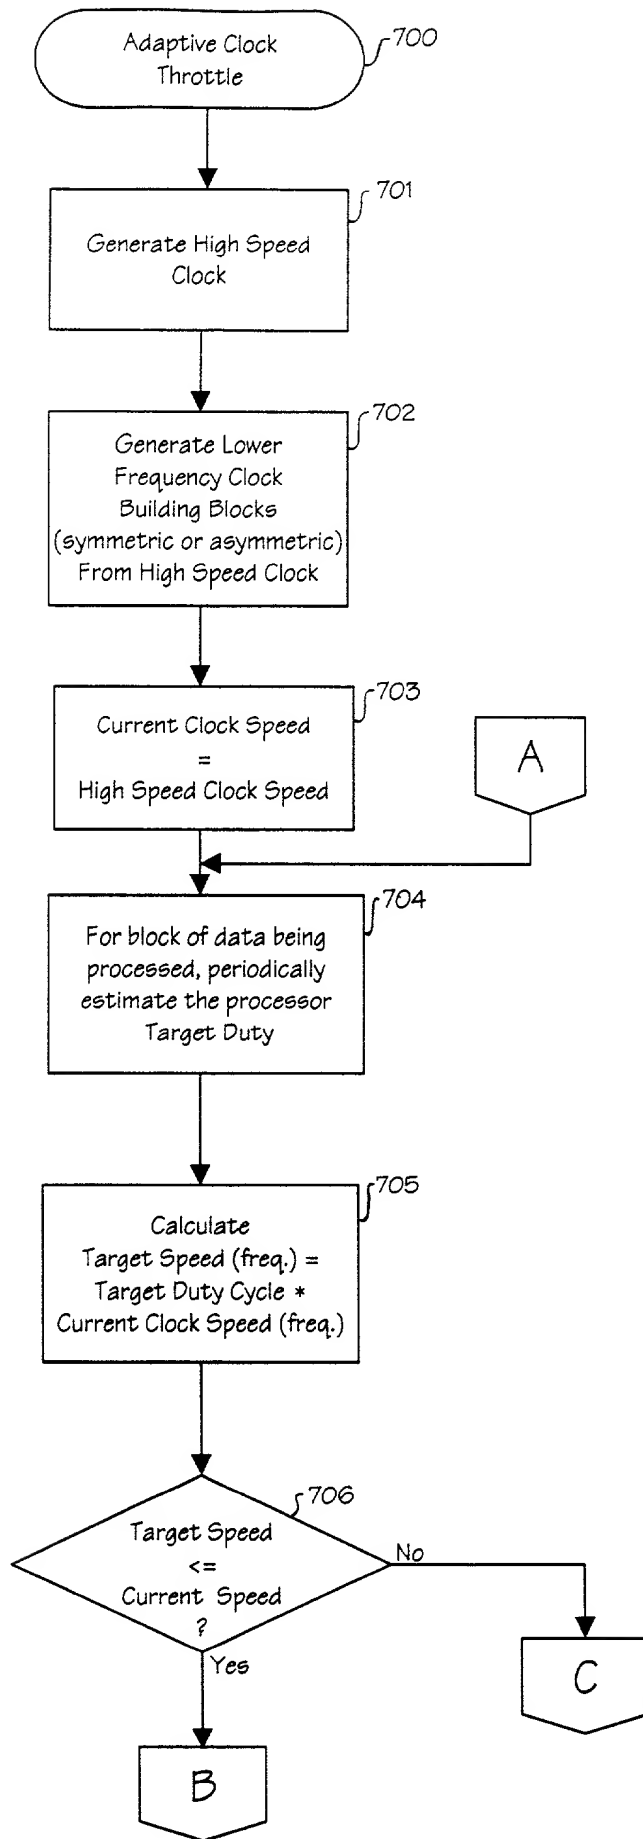 Adaptive Clock
Throttle
700
701
Generate High Speed
Clock
702
Generate Lower
Frequency Clock
Building Blocks
(symmetric or asymmetric)
From High Speed Clock
703
Current Clock Speed
=
High Speed Clock Speed
A
704
For block of data being
processed, periodically
estimate the processor
Target Duty
705
Calculate
Target Speed (freq.) =
Target Duty Cycle *
Current Clock Speed (freq.)
706
Target Speed
<=
Current Speed
?
No
Yes
C
B